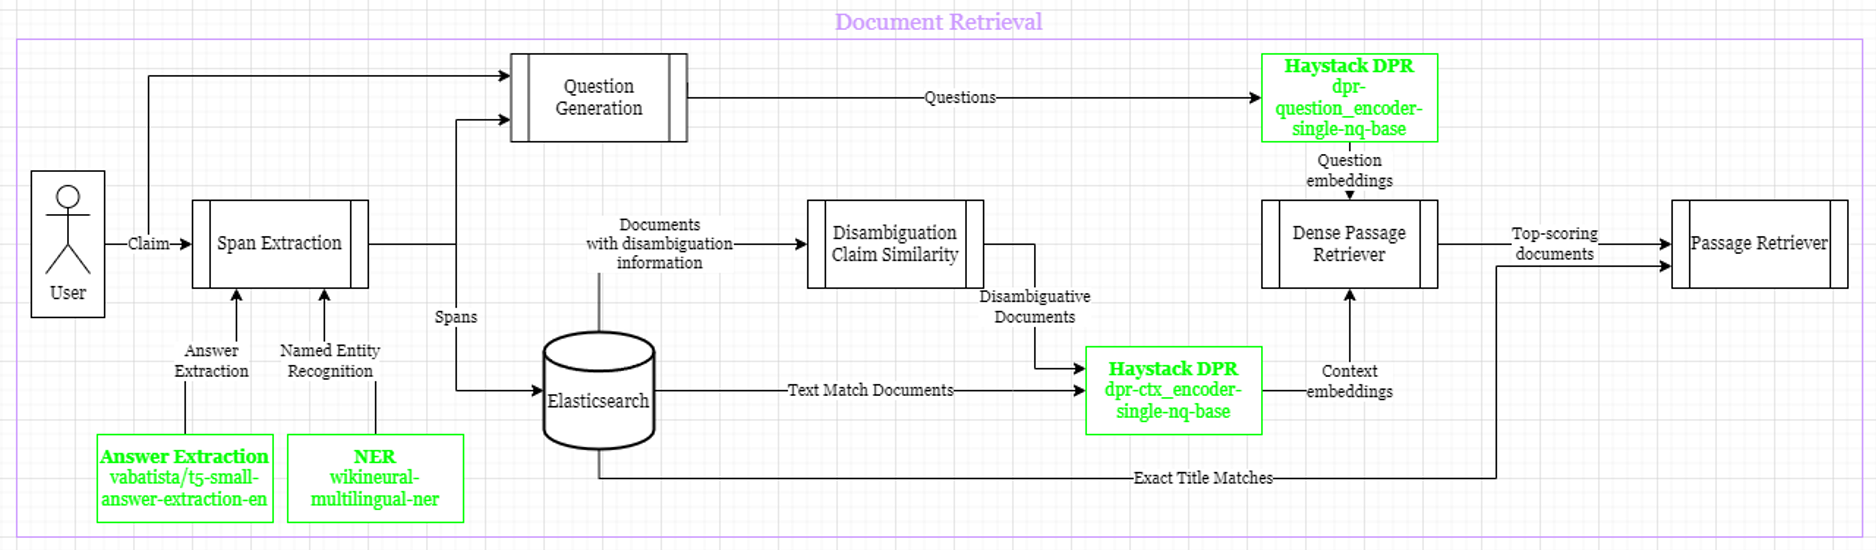 Document Retrieval
Question
Generation
Questions
Haystack DPR
dpr-
question_encoder-
single-nq-base
Question
embeddings
User
Claim
Span Extraction
Documents
with disambiguation
information
Disambiguation
Claim Similarity
Dense Passage
Retriever
Top-scoring
documents
Passage Retriever
Spans
Disambiguative
Documents
Answer
Extraction
Named Entity
Recognition
Elasticsearch
Text Match Documents
Haystack DPR
dpr-ctx_encoder-
single-nq-base
Context
embeddings
Answer Extraction
vabatista/t5-small-
answer-extraction-en
NER
wikineural-
multilingual-ner
Exact Title Matches